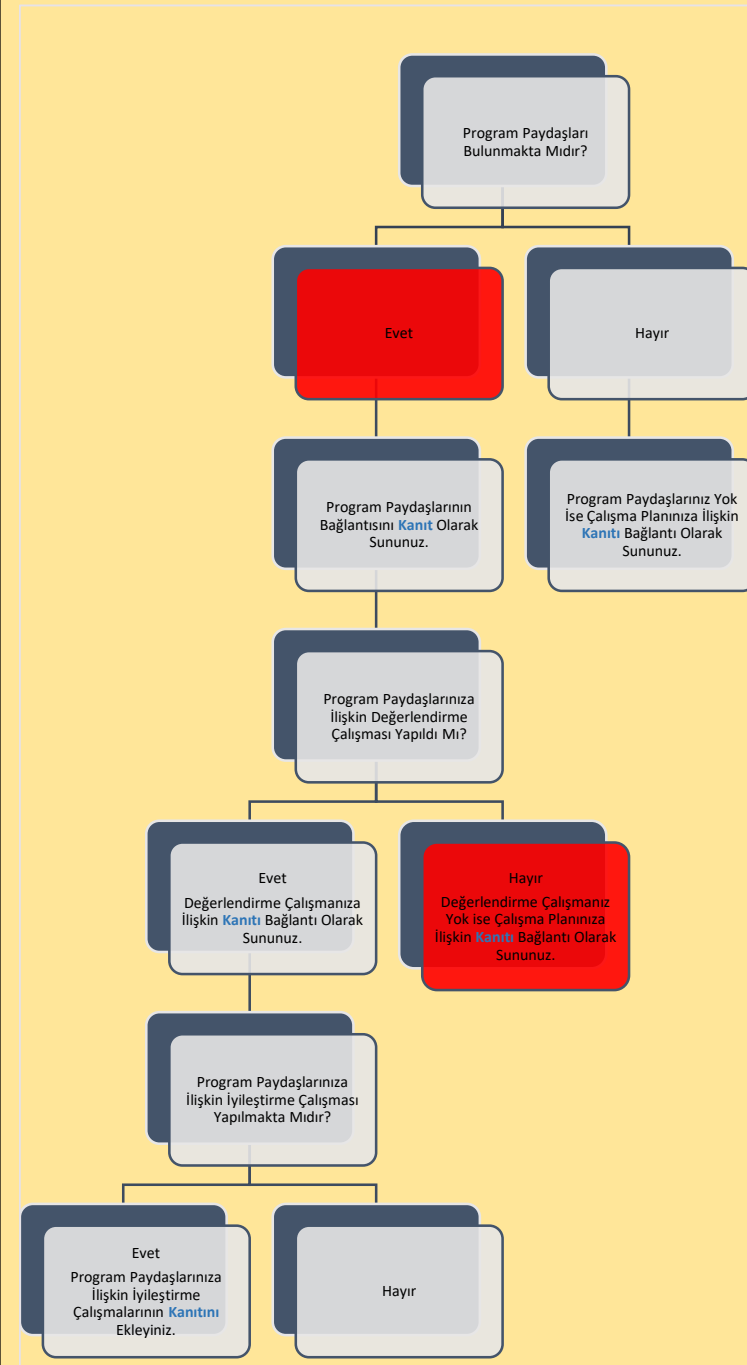 Program Paydaşları
Bulunmakta Mıdır?
Evet
Hayır
Program Paydaşlarının
Bağlantısını Kanıt Olarak
Sununuz.
Program Paydaşlarınız Yok
İse Çalışma Planınıza İlişkin
Kanıtı Bağlantı Olarak
Sununuz.
Program Paydaşlarınıza
İlişkin Değerlendirme
Çalışması Yapıldı Mı?
Evet
Değerlendirme Çalışmanıza
İlişkin Kanıtı Bağlantı Olarak
Sununuz.
Hayır
Değerlendirme Çalışmanız
Yok ise Çalışma Planınıza
İlişkin Kanıtı Bağlantı Olarak
Sununuz.
Program Paydaşlarınıza
İlişkin İyileştirme Çalışması
Yapılmakta Mıdır?
Evet
Program Paydaşlarınıza
İlişkin İyileştirme
Çalışmalarının Kanıtını
Ekleyiniz.
Hayır